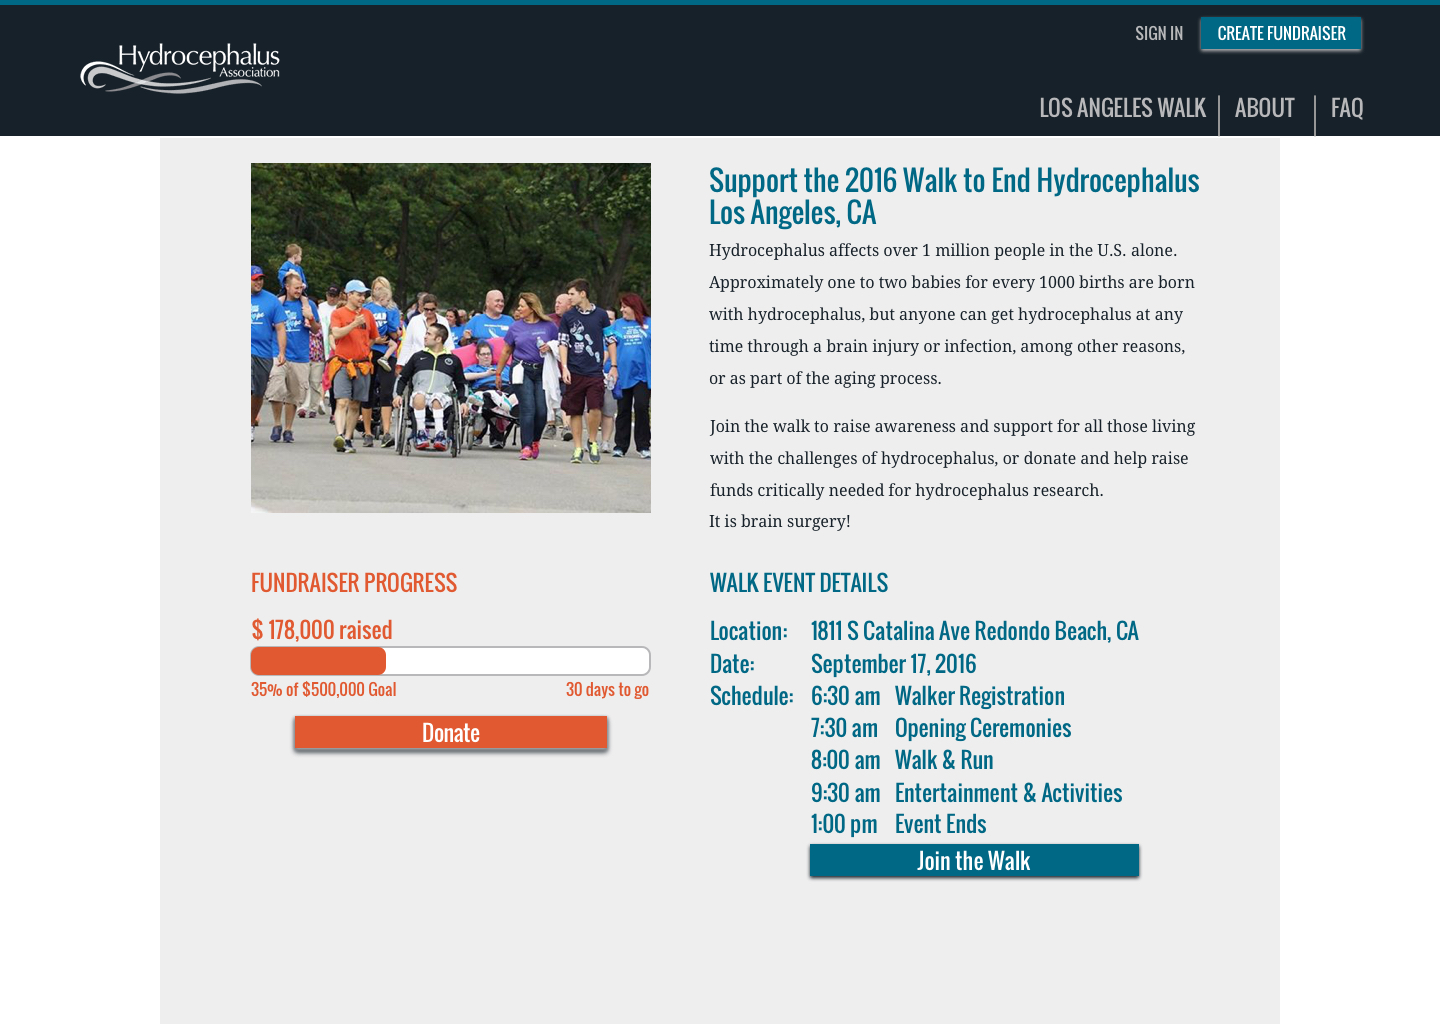 SIGN IN
CREATE FUNDRAISER
Hydrocephalus
Association
LOS ANGELES WALK
ABOUT
FAQ
Support the 2016 Walk to End Hydrocephalus
Los Angeles, CA
Hydrocephalus affects over 1 million people in the U.S. alone.
Approximately one to two babies for every 1000 births are born
with hydrocephalus, but anyone can get hydrocephalus at any
time through a brain injury or infection, among other reasons,
or as part of the aging process.
Join the walk to raise awareness and support for all those living
with the challenges of hydrocephalus, or donate and help raise
funds critically needed for hydrocephalus research.
It is brain surgery!
FUNDRAISER PROGRESS
$ 178,000 raised
35% of $500,000 Goal
30 days to go
Donate
WALK EVENT DETAILS
Location: 1811 S Catalina Ave Redondo Beach, CA
Date: September 17, 2016
Schedule: 6:30 am Walker Registration
7:30 am Opening Ceremonies
8:00 am Walk & Run
9:30 am Entertainment & Activities
1:00 pm Event Ends
Join the Walk